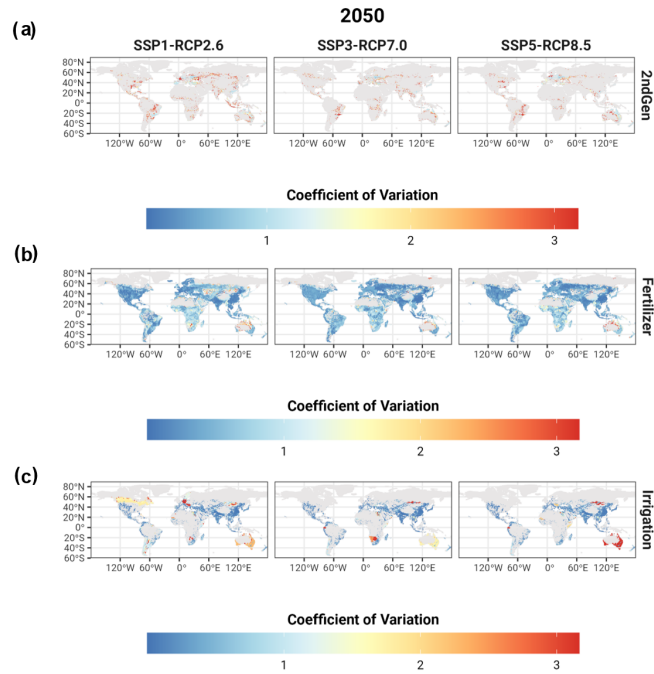 2050
(a)
SSP1-RCP2.6 SSP3-RCP7.0 SSP5-RCP8.5
80°N
60°N
40°N
20°N
0°
20°S
40°S
60°S
2ndGen
120°W 60°W 0° 60°E 120°E 120°W 60°W 0° 60°E 120°E 120°W 60°W 0° 60°E 120°E
Coefficient of Variation
1 2 3
(b)
80°N
60°N
40°N
20°N
0°
20°S
40°S
60°S
Fertilizer
120°W 60°W 0° 60°E 120°E 120°W 60°W 0° 60°E 120°E 120°W 60°W 0° 60°E 120°E
Coefficient of Variation
1 2 3
(c)
80°N
60°N
40°N
20°N
0°
20°S
40°S
60°S
Irrigation
120°W 60°W 0° 60°E 120°E 120°W 60°W 0° 60°E 120°E 120°W 60°W 0° 60°E 120°E
Coefficient of Variation
1 2 3